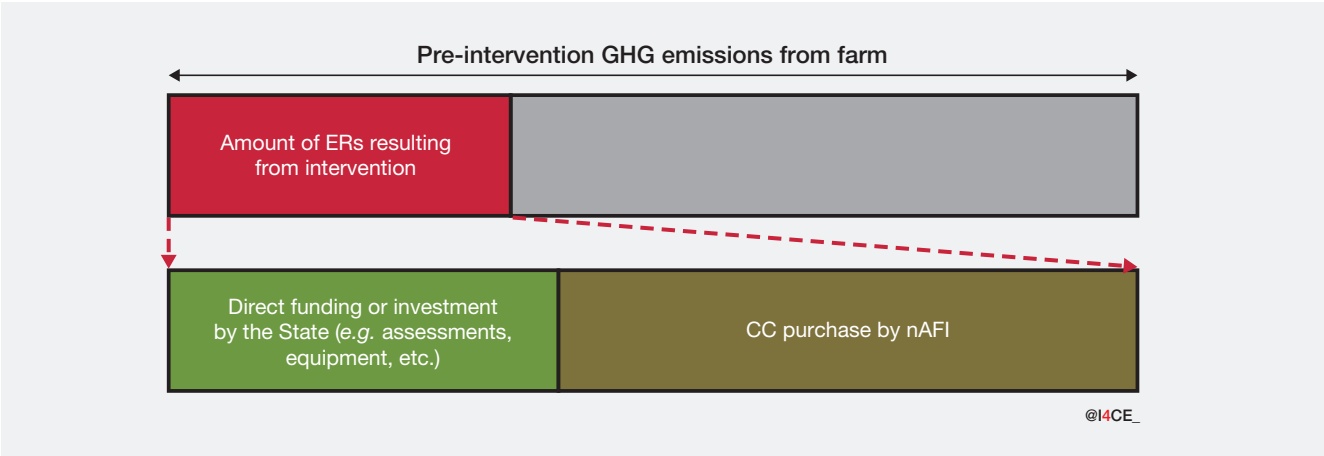 Pre-intervention GHG emissions from farm
Amount of ERs resulting
from intervention
Direct funding or investment
by the State (e.g. assessments,
equipment, etc.)
CC purchase by nAFI
@I4CE_